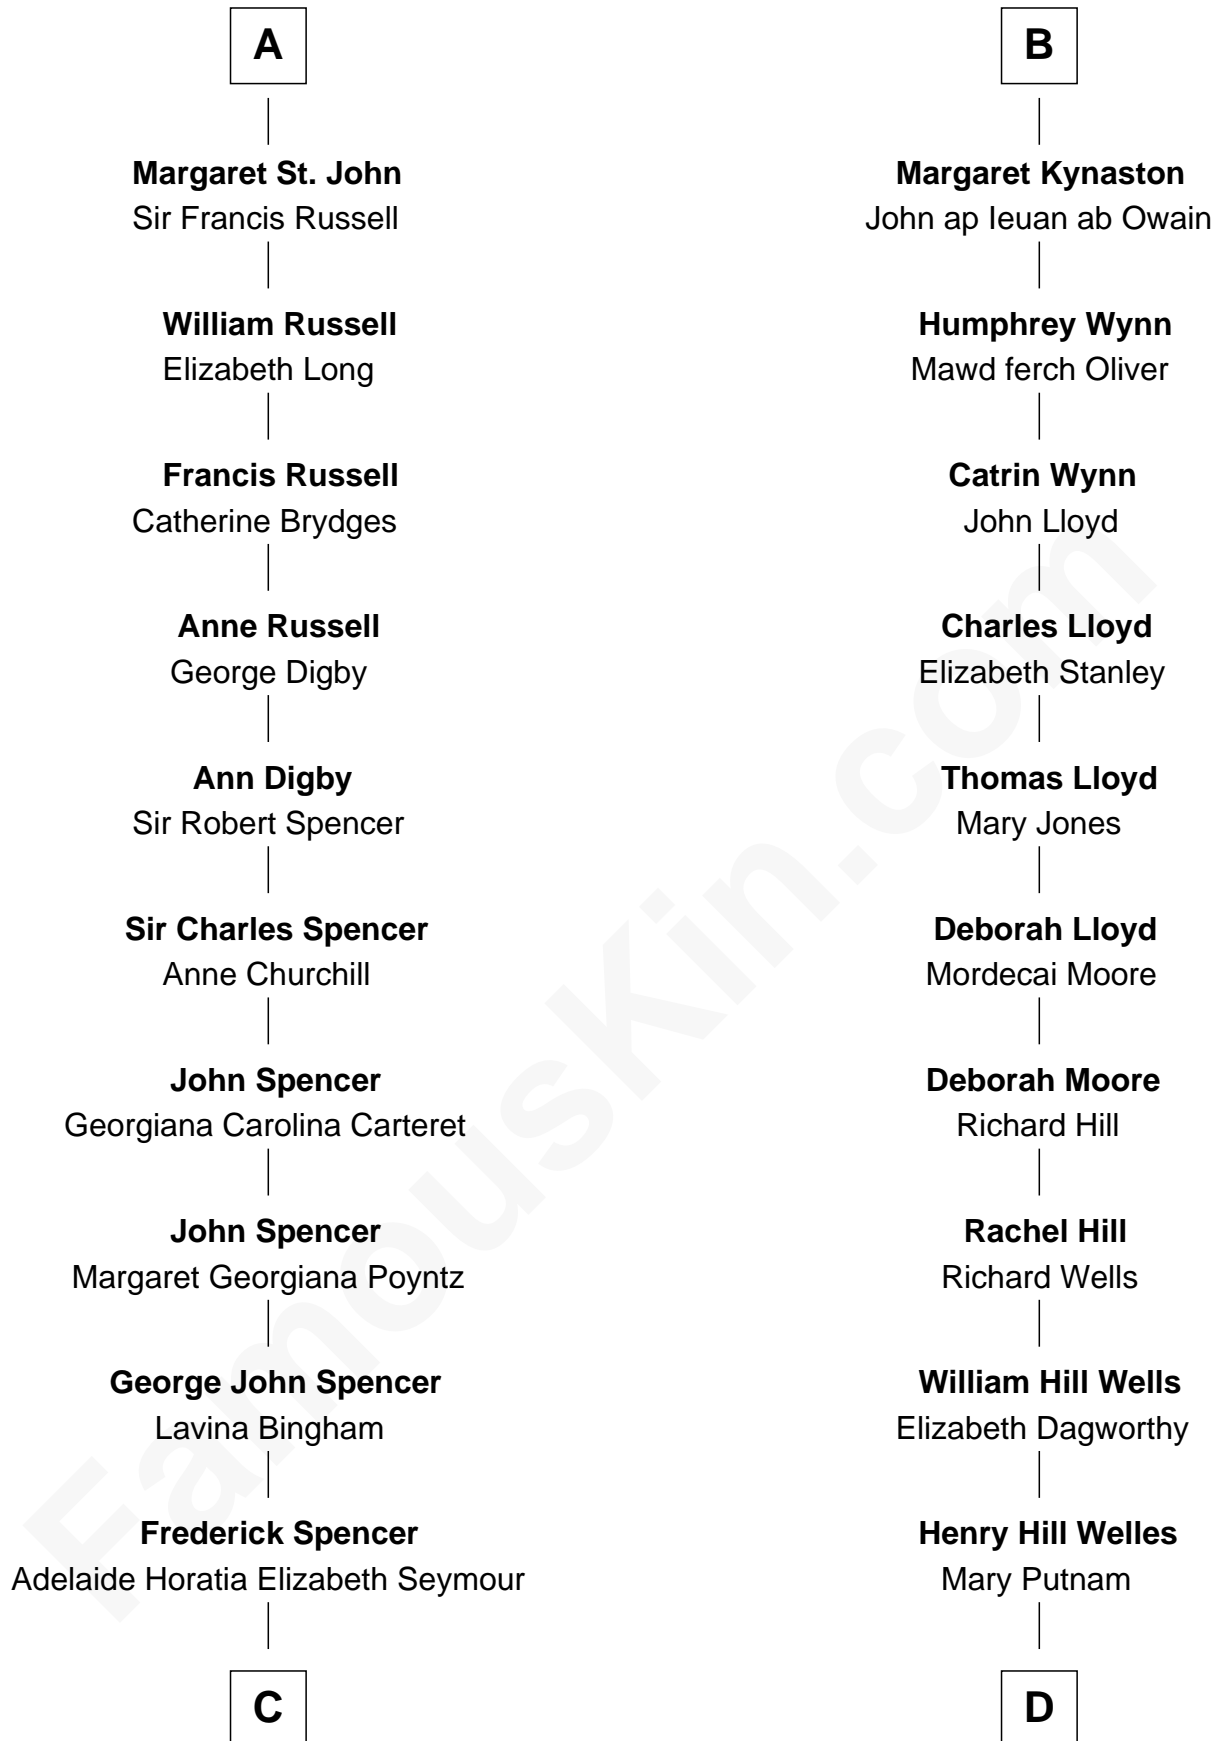 A
Margaret St. John
Sir Francis Russell
William Russell
Elizabeth Long
Francis Russell
Catherine Brydges
Anne Russell
George Digby
Ann Digby
Sir Robert Spencer
Sir Charles Spencer
Anne Churchill
John Spencer
Georgiana Carolina Carteret
John Spencer
Margaret Georgiana Poyntz
George John Spencer
Lavina Bingham
Frederick Spencer
Adelaide Horatia Elizabeth Seymour
C
B
Margaret Kynaston
John ap Ieuan ab Owain
Humphrey Wynn
Mawd ferch Oliver
Catrin Wynn
John Lloyd
Charles Lloyd
Elizabeth Stanley
Thomas Lloyd
Mary Jones
Deborah Lloyd
Mordecai Moore
Deborah Moore
Richard Hill
Rachel Hill
Richard Wells
William Hill Wells
Elizabeth Dagworthy
Henry Hill Welles
Mary Putnam
D
FamousKin.com